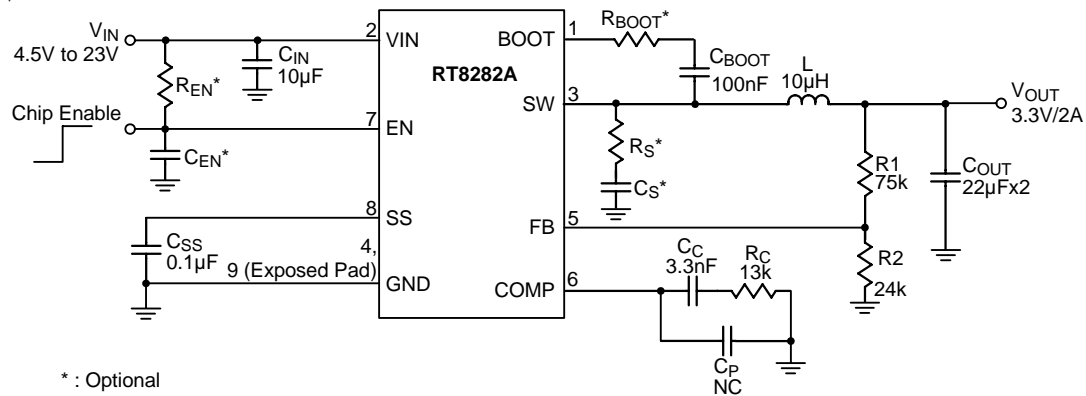 VIN
4.5V to 23V
REN*
Chip Enable
CEN*
CIN
10µF
2
VIN
7
EN
8
SS
CSS
0.1µF
4,
9 (Exposed Pad)
GND
RT8282A
BOOT
1
SW
3
FB
5
COMP
6
RBOOT*
CBOOT
100nF
L
10µH
RS*
CS*
VOUT
3.3V/2A
R1
75k
COUT
22µFx2
R2
24k
CC
3.3nF
RC
13k
CP
NC
* : Optional